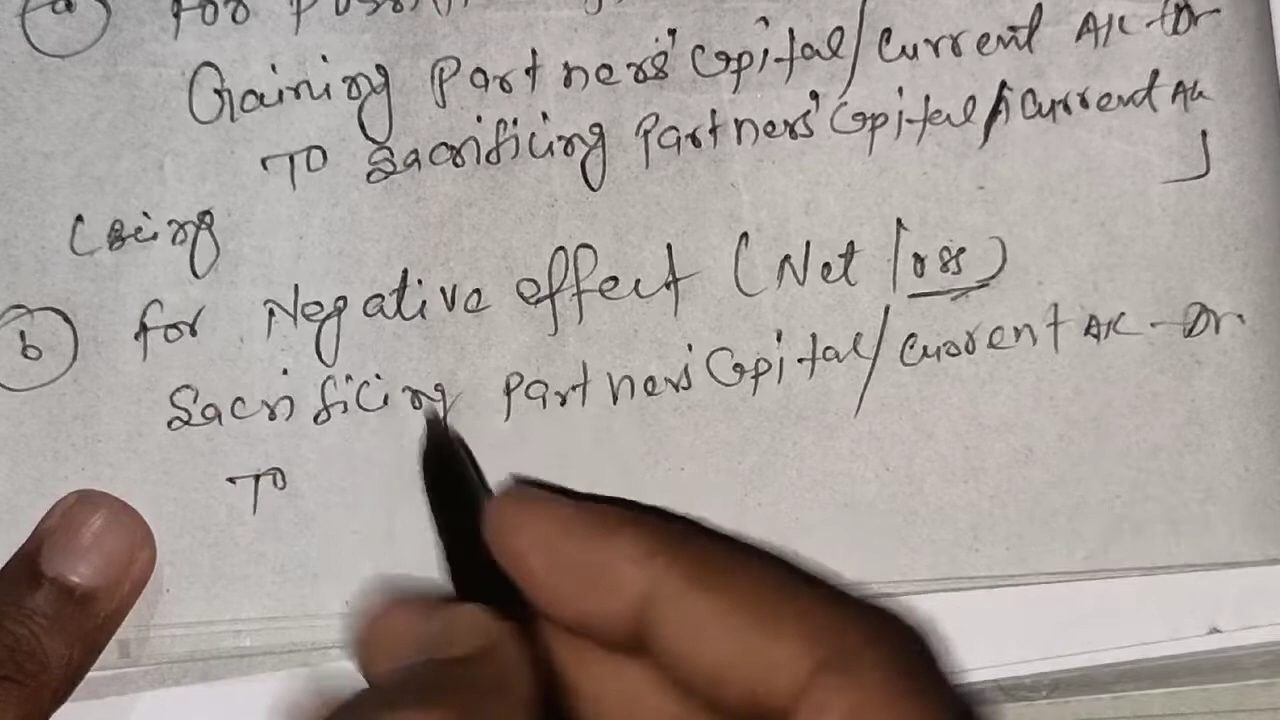 (a) for
Gaining Partners' Capital/Current A/c - Dr
To Sacrificing Partners' Capital/Current A/c
(Being
(b) for Negative effect (Net loss)
Sacrificing Partners' Capital/Current A/c - Dr.
To